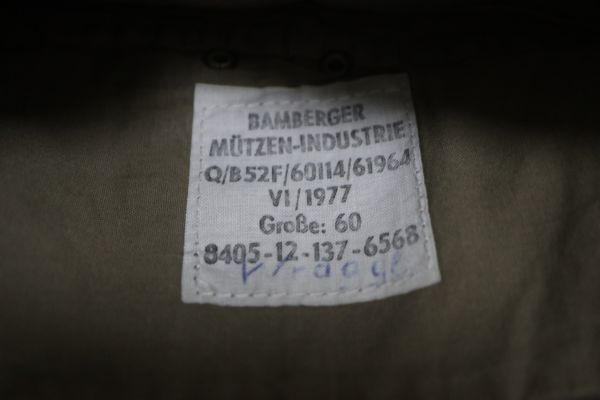 BAMBERGER
MÜTZEN-INDUSTRIE
Q/B52F/60114/61964
VI/1977
Große: 60
8405-12-137-6568